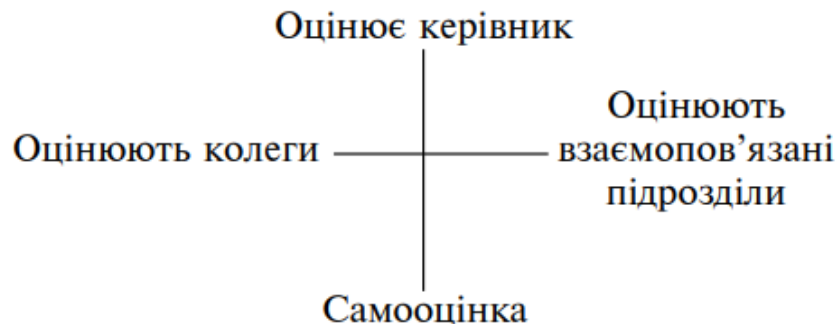 Оцінює керівник
Оцінюють колеги
Оцінюють
взаємопов’язані
підрозділи
Самооцінка